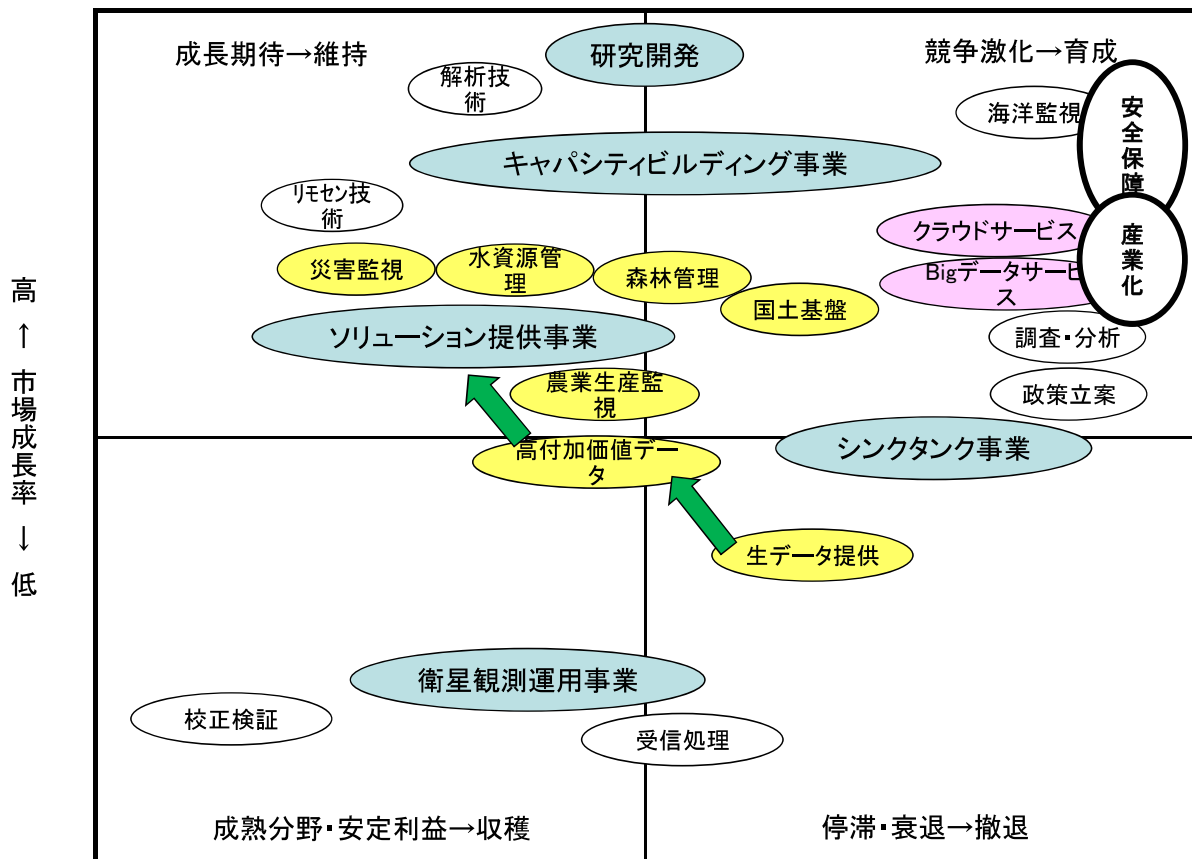 成長期待→維持
研究開発
競争激化→育成
解析技
術
海洋監視
安全保障
キャパシティビルディング事業
リモセン技
術
クラウドサービス
産業化
災害監視
水資源管
理
森林管理
Bigデータサービ
ス
国土基盤
ソリューション提供事業
調査・分析
農業生産監
視
政策立案
高付加価値デー
タ
シンクタンク事業
生データ提供
高 ↑ 市場成長率 ↓ 低
衛星観測運用事業
校正検証
受信処理
成熟分野・安定利益→収穫
停滞・衰退→撤退